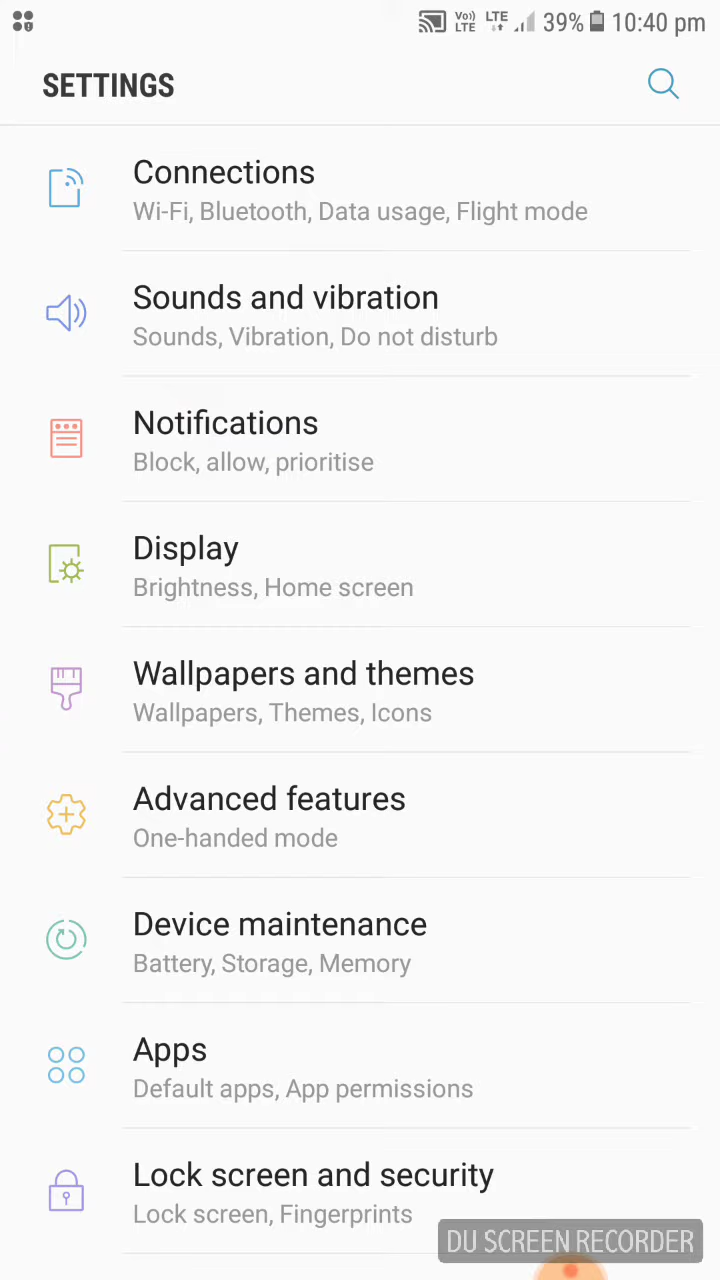 Vo)) LTE 39% 10:40 pm
LTE
SETTINGS
Connections
Wi-Fi, Bluetooth, Data usage, Flight mode
Sounds and vibration
Sounds, Vibration, Do not disturb
Notifications
Block, allow, prioritise
Display
Brightness, Home screen
Wallpapers and themes
Wallpapers, Themes, Icons
Advanced features
One-handed mode
Device maintenance
Battery, Storage, Memory
Apps
Default apps, App permissions
Lock screen and security
Lock screen, Fingerprints
DU SCREEN RECORDER